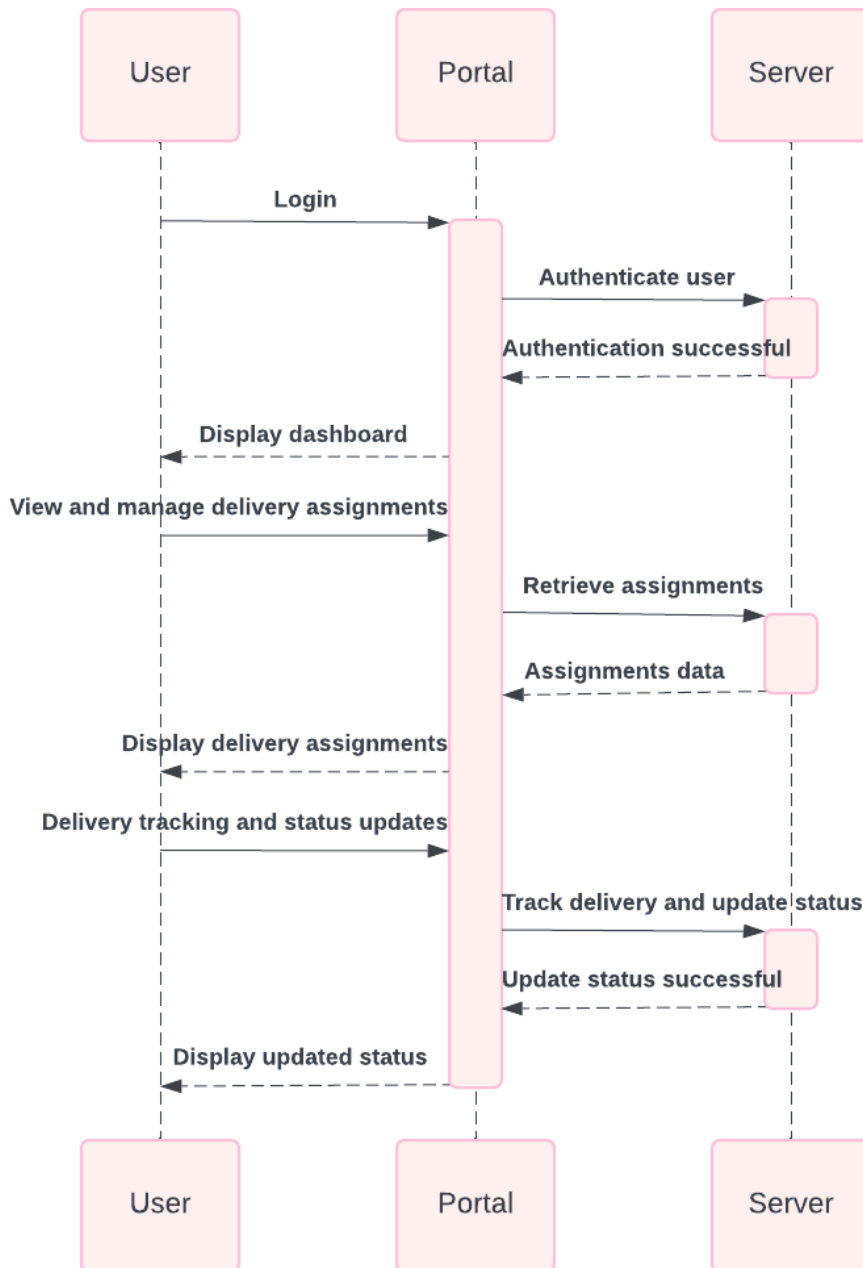 User
Portal
Server
Login
Authenticate user
Authentication successful
Display dashboard
View and manage delivery assignments
Retrieve assignments
Assignments data
Display delivery assignments
Delivery tracking and status updates
Track delivery and update status
Update status successful
Display updated status
User
Portal
Server